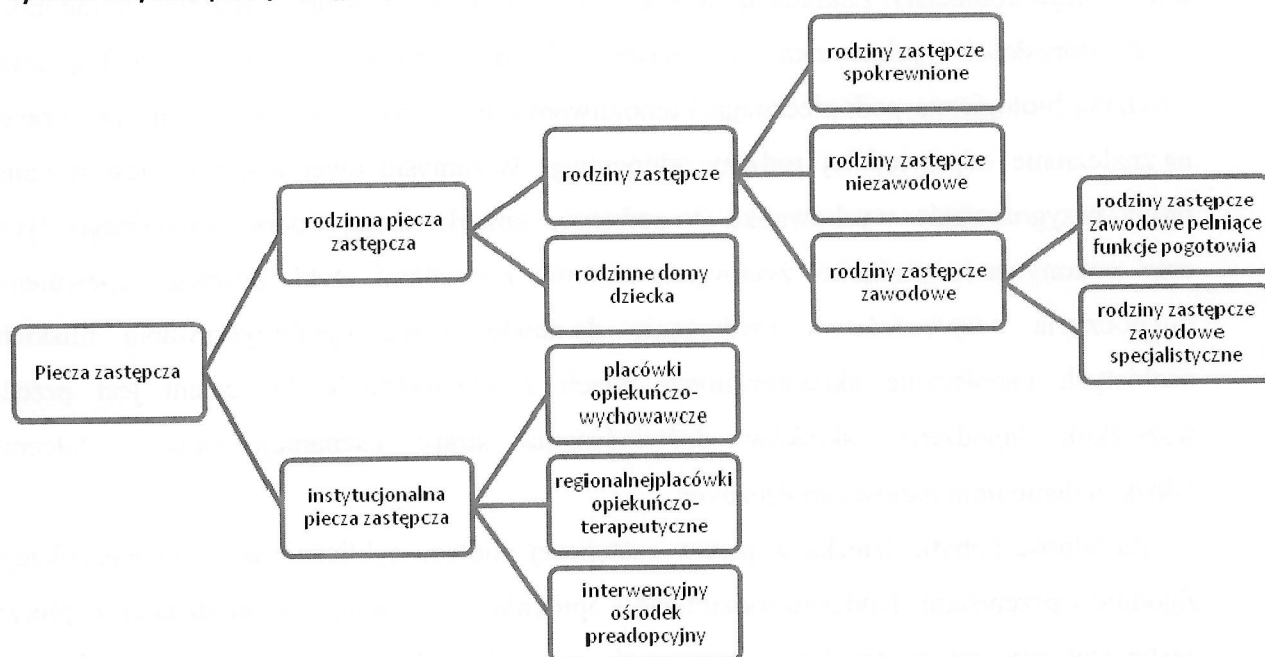 Piecza zastępcza
rodzinna piecza
zastępcza
instytucjonalna
piecza zastępcza
rodziny zastępcze
rodzinne domy
dziecka
placówki
opiekuńczo-
wychowawcze
regionalnejplacówki
opiekuńczo-
terapeutyczne
interwencyjny
ośrodek
preadopcyjny
rodziny zastępcze
spokrewnione
rodziny zastępcze
niezawodowe
rodziny zastępcze
zawodowe
rodziny zastępcze
zawodowe pełniące
funkcje pogotowia
rodziny zastępcze
zawodowe
specjalistyczne